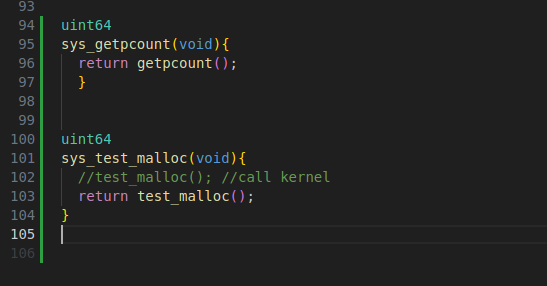 93
94 uint64
95 sys_getpcount(void){
96   return getpcount();
97   }
98
99
100 uint64
101 sys_test_malloc(void){
102   //test_malloc(); //call kernel
103   return test_malloc();
104 }
105
106